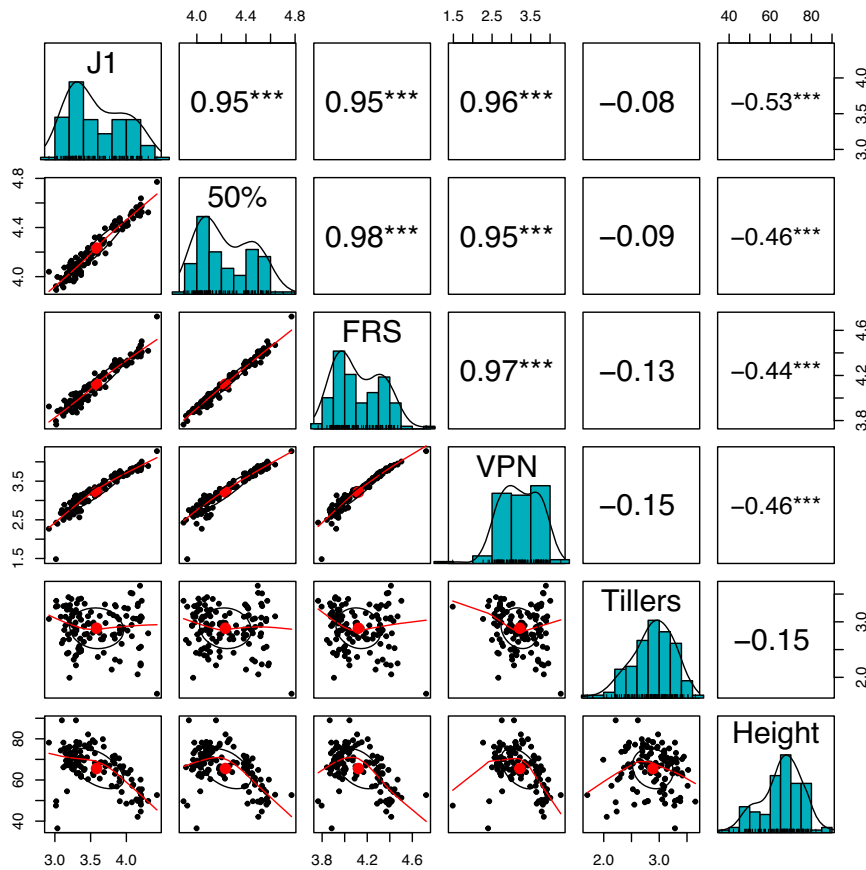 4.0 4.4 4.8 1.5 2.5 3.5 40 60 80
J1 0.95*** 0.95*** 0.96*** −0.08 −0.53*** 3.0 3.5 4.0
4.0 4.4 4.8 50% 0.98*** 0.95*** −0.09 −0.46***
FRS 0.97*** −0.13 −0.44*** 3.8 4.2 4.6
1.5 2.5 3.5 VPN −0.15 −0.46***
Tillers −0.15 2.0 3.0
40 60 80 Height
3.0 3.5 4.0 3.8 4.2 4.6 2.0 3.0